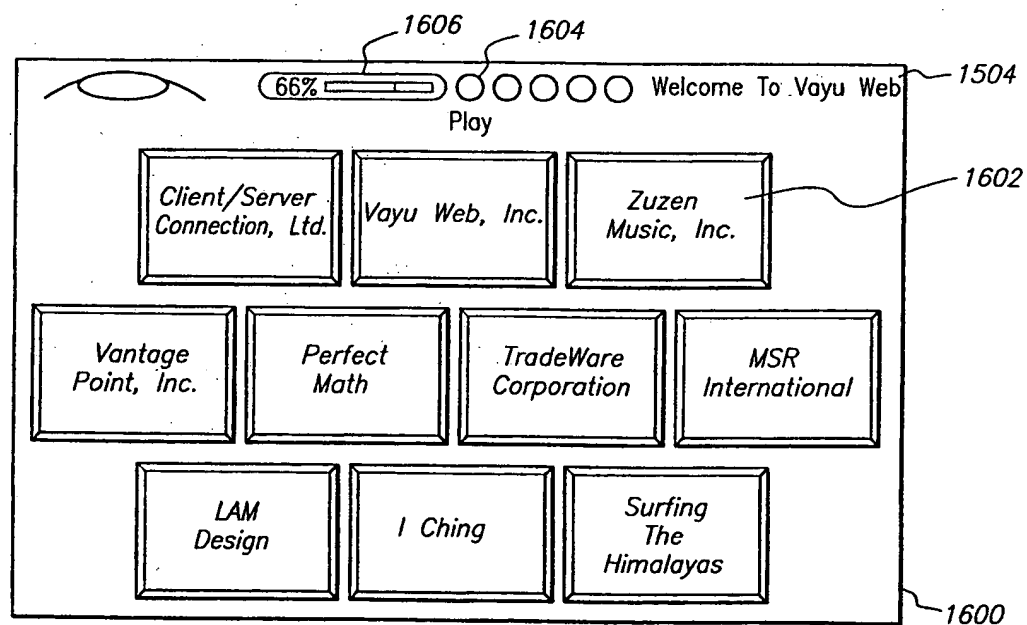 1606
1604
66%
Welcome To Vayu Web
1504
Play
Client/Server
Connection, Ltd.
Vayu Web, Inc.
Zuzen
Music, Inc.
1602
Vantage
Point, Inc.
Perfect
Math
TradeWare
Corporation
MSR
International
LAM
Design
I Ching
Surfing
The
Himalayas
1600